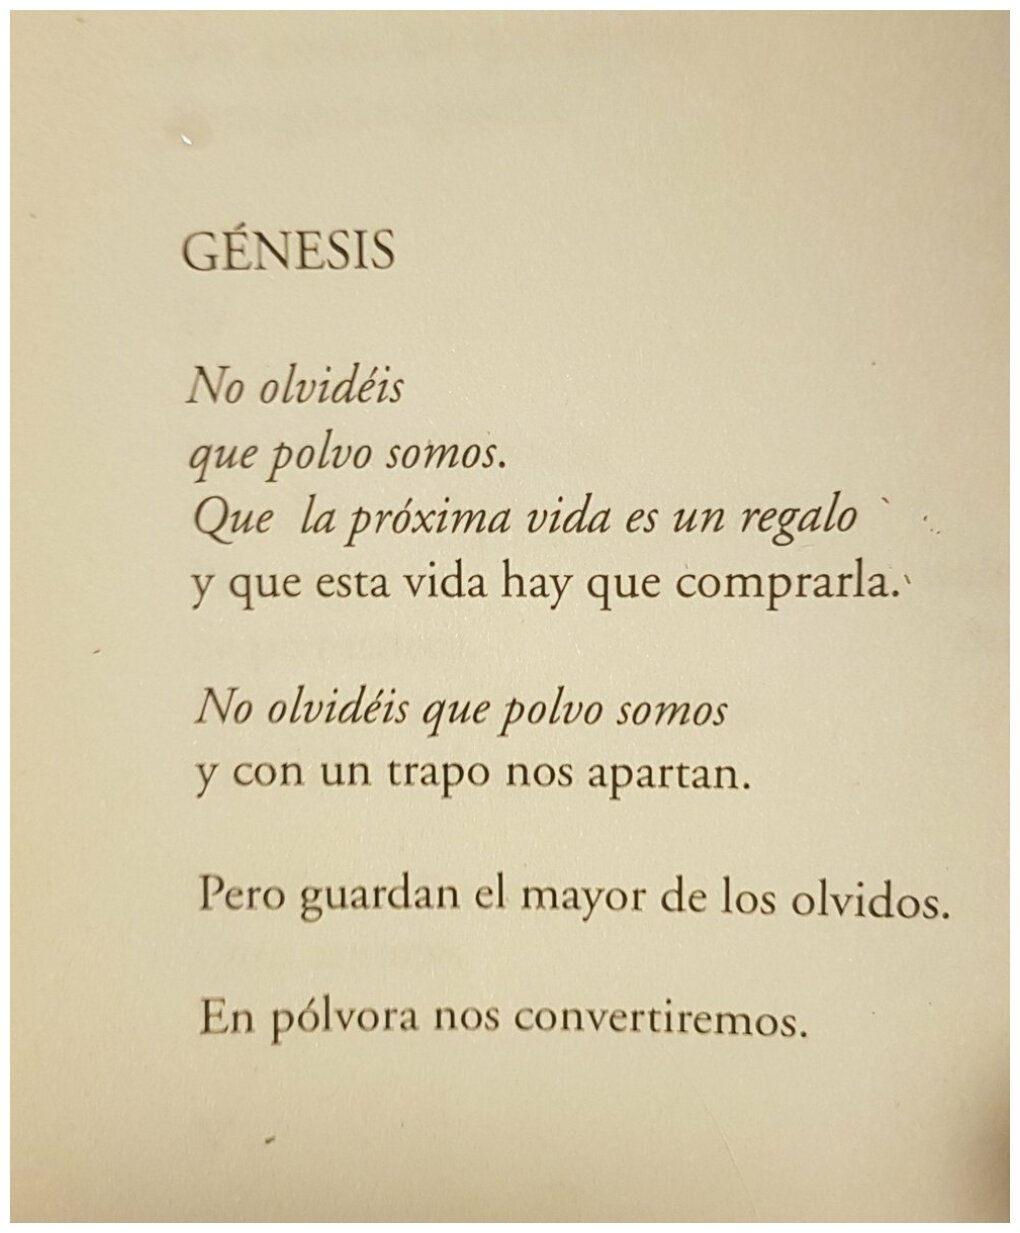 GÉNESIS
No olvidéis
que polvo somos.
Que la próxima vida es un regalo
y que esta vida hay que comprarla.
No olvidéis que polvo somos
y con un trapo nos apartan.
Pero guardan el mayor de los olvidos.
En pólvora nos convertiremos.